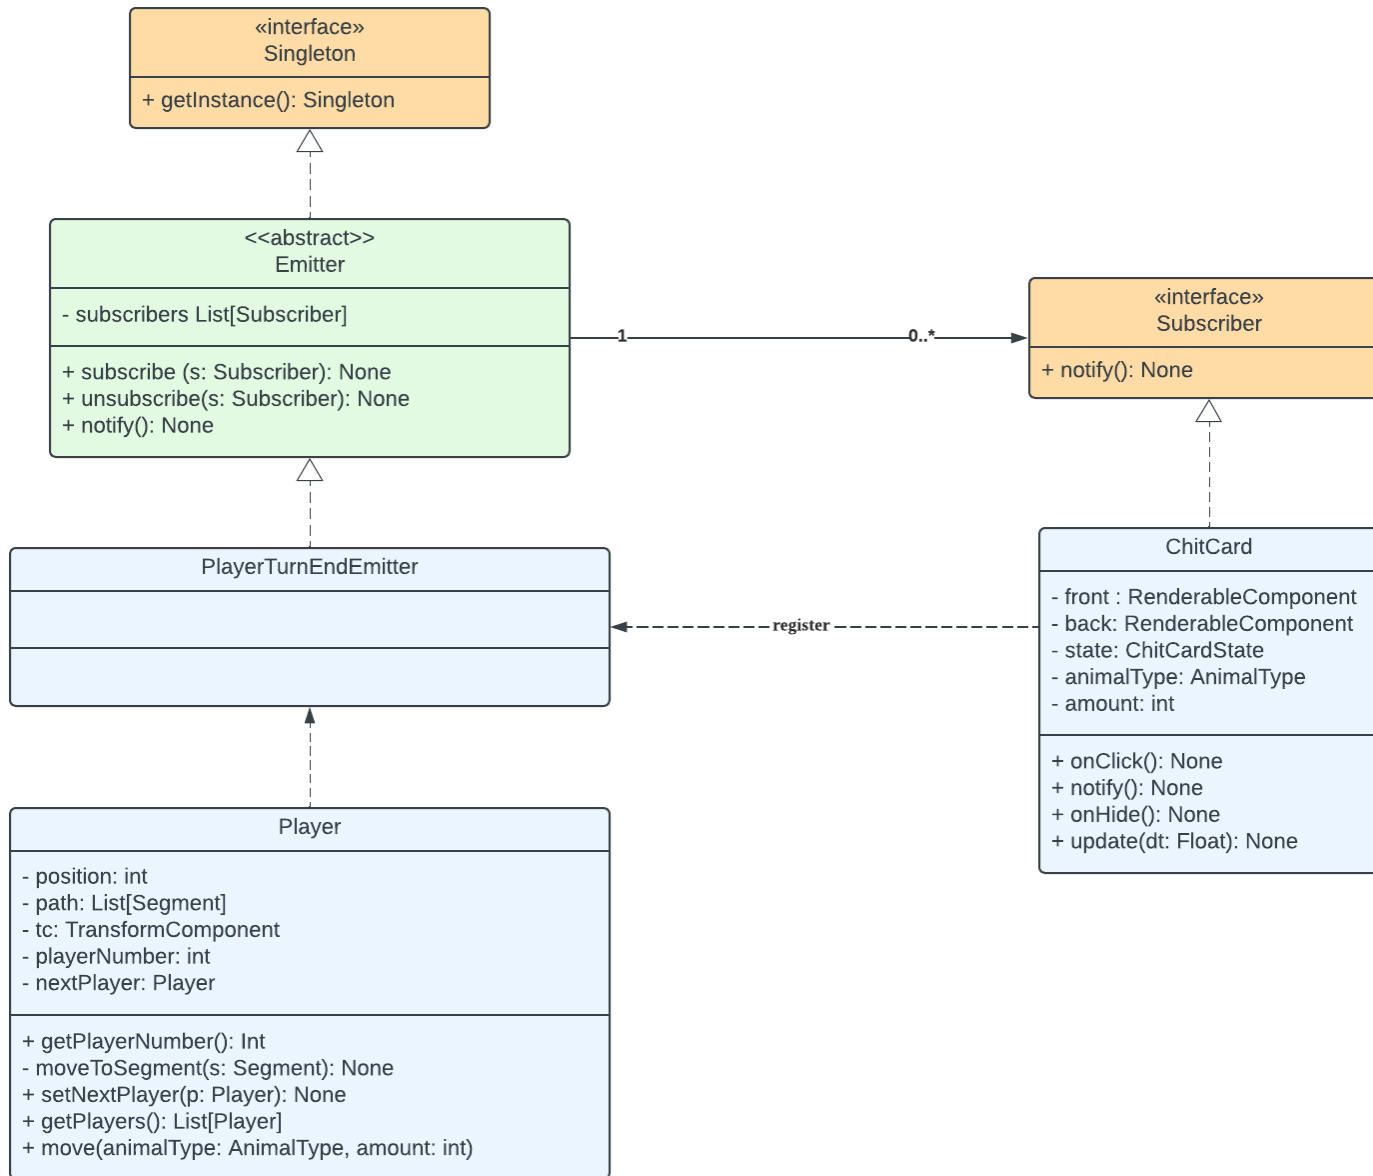 «interface»
Singleton
+ getInstance(): Singleton
<<abstract>>
Emitter
- subscribers List[Subscriber]
+ subscribe (s: Subscriber): None
+ unsubscribe(s: Subscriber): None
+ notify(): None
1
0..*
«interface»
Subscriber
+ notify(): None
PlayerTurnEndEmitter
register
ChitCard
- front : RenderableComponent
- back: RenderableComponent
- state: ChitCardState
- animalType: AnimalType
- amount: int
+ onClick(): None
+ notify(): None
+ onHide(): None
+ update(dt: Float): None
Player
- position: int
- path: List[Segment]
- tc: TransformComponent
- playerNumber: int
- nextPlayer: Player
+ getPlayerNumber(): Int
- moveToSegment(s: Segment): None
+ setNextPlayer(p: Player): None
+ getPlayers(): List[Player]
+ move(animalType: AnimalType, amount: int)